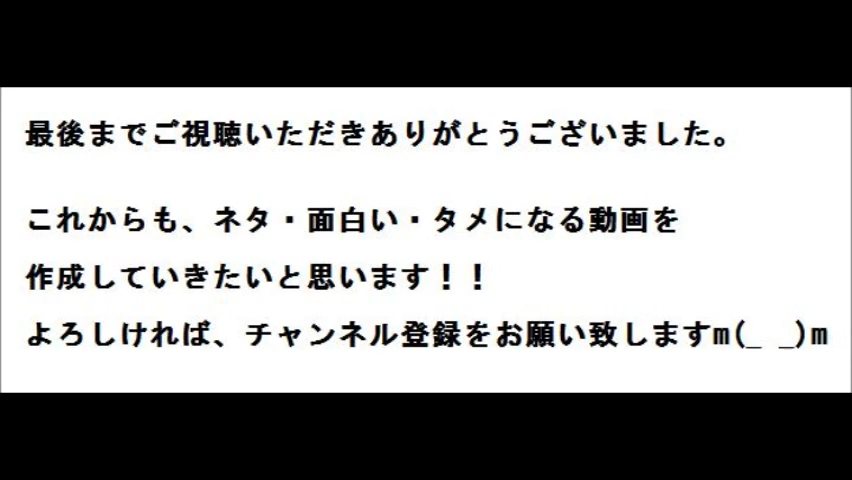 最後までご視聴いただきありがとうございました。
これからも、ネタ・面白い・タメになる動画を
作成していきたいと思います！！
よろしければ、チャンネル登録をお願い致しますm(_ _)m